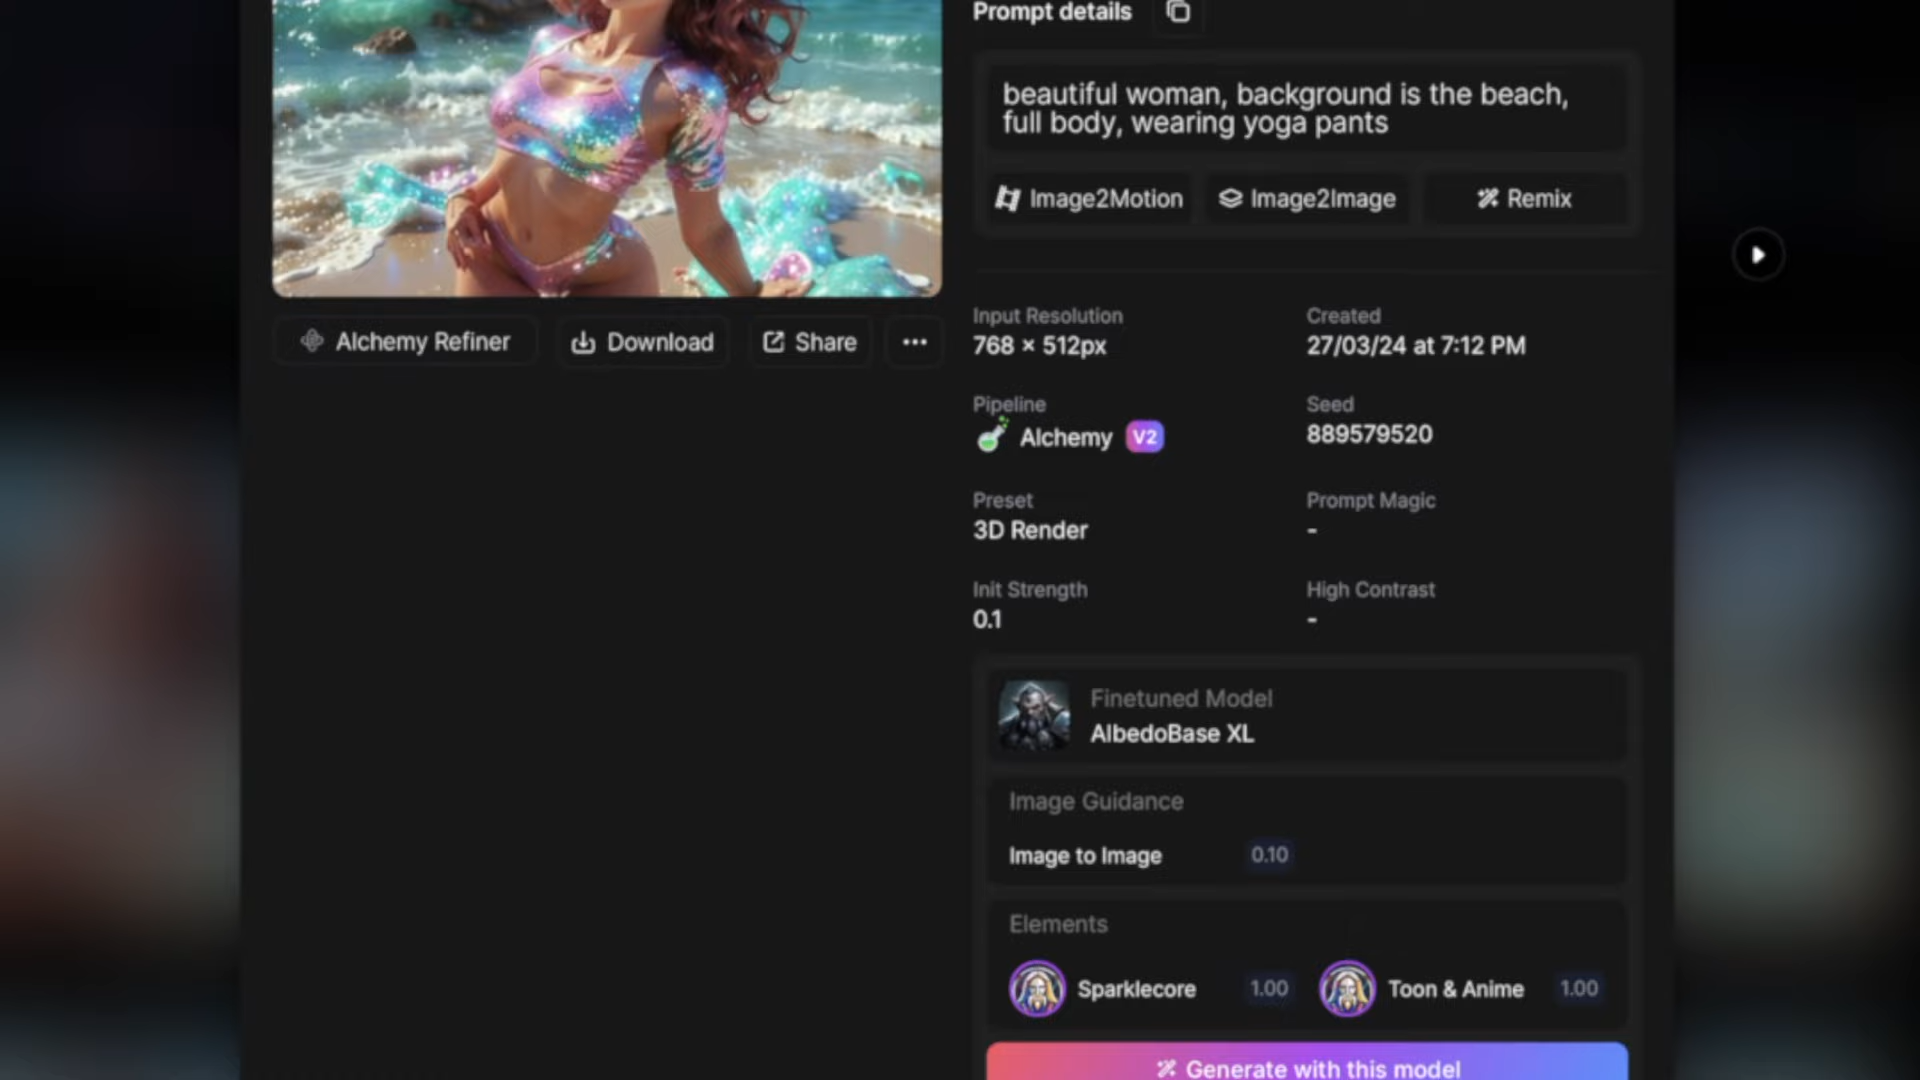 Prompt details
beautiful woman, background is the beach,
full body, wearing yoga pants
Image2Motion Image2Image Remix
Alchemy Refiner Download Share
Input Resolution Created
768 × 512px 27/03/24 at 7:12 PM
Pipeline Seed
Alchemy V2 889579520
Preset Prompt Magic
3D Render -
Init Strength High Contrast
0.1 -
Finetuned Model
AlbedoBase XL
Image Guidance
Image to Image 0.10
Elements
Sparklecore 1.00 Toon & Anime 1.00
Generate with this model